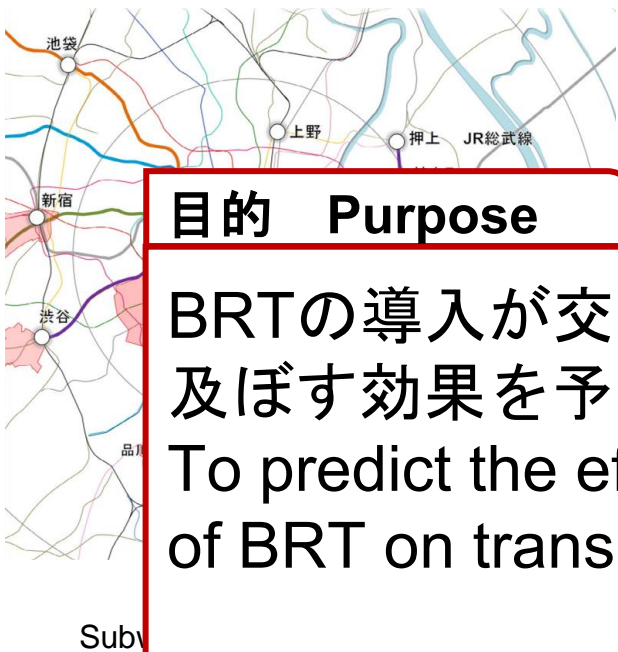 池袋
上野
押上 JR総武線
新宿
目的 Purpose
渋谷
BRTの導入が交
及ぼす効果を予
To predict the ef
of BRT on trans